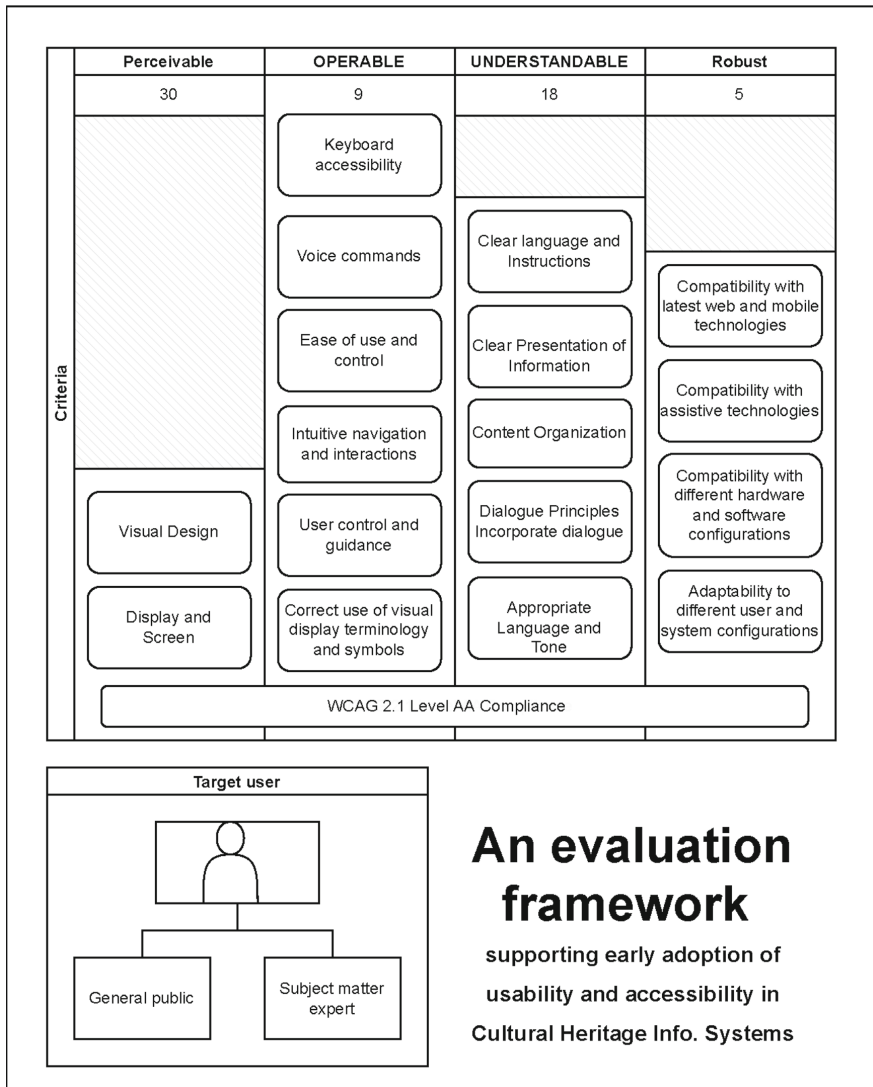 Criteria
Perceivable
30
Visual Design
Display and
Screen
OPERABLE
9
Keyboard
accessibility
Voice commands
Ease of use and
control
Intuitive navigation
and interactions
User control and
guidance
Correct use of visual
display terminology
and symbols
UNDERSTANDABLE
18
Clear language and
Instructions
Clear Presentation of
Information
Content Organization
Dialogue Principles
Incorporate dialogue
Appropriate
Language and
Tone
Robust
5
Compatibility with
latest web and mobile
technologies
Compatibility with
assistive technologies
Compatibility with
different hardware
and software
configurations
Adaptability to
different user and
system configurations
WCAG 2.1 Level AA Compliance
Target user
General public
Subject matter
expert
An evaluation
framework
supporting early adoption of
usability and accessibility in
Cultural Heritage Info. Systems